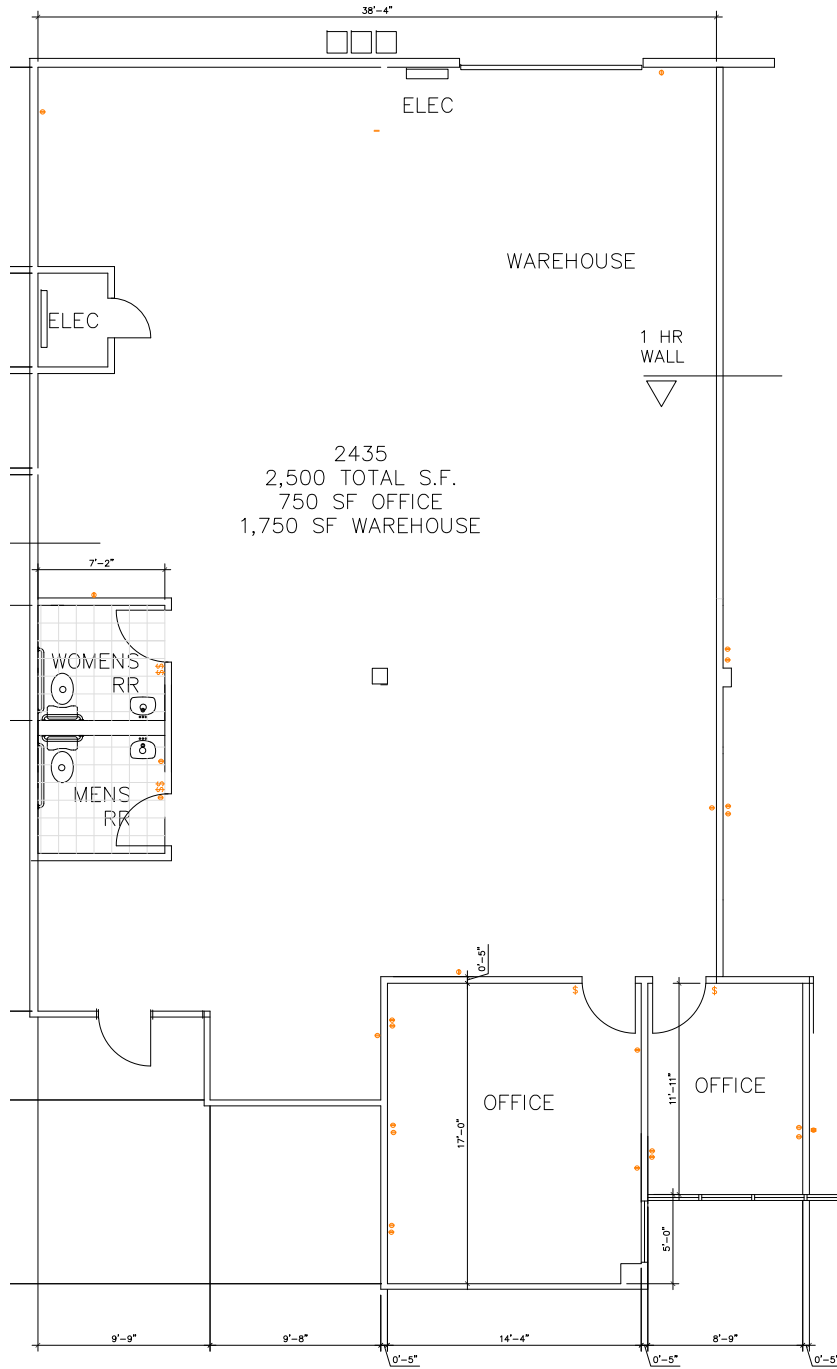 38'-4"
ELEC
WAREHOUSE
ELEC
1 HR
WALL
2435
2,500 TOTAL S.F.
750 SF OFFICE
1,750 SF WAREHOUSE
7'-2"
WOMENS
RR
$$
MENS
RR
$$
0'-5"
$
$
OFFICE
OFFICE
11'-11"
17'-0"
5'-0"
9'-9"
9'-8"
0'-5"
14'-4"
0'-5"
8'-9"
0'-5"